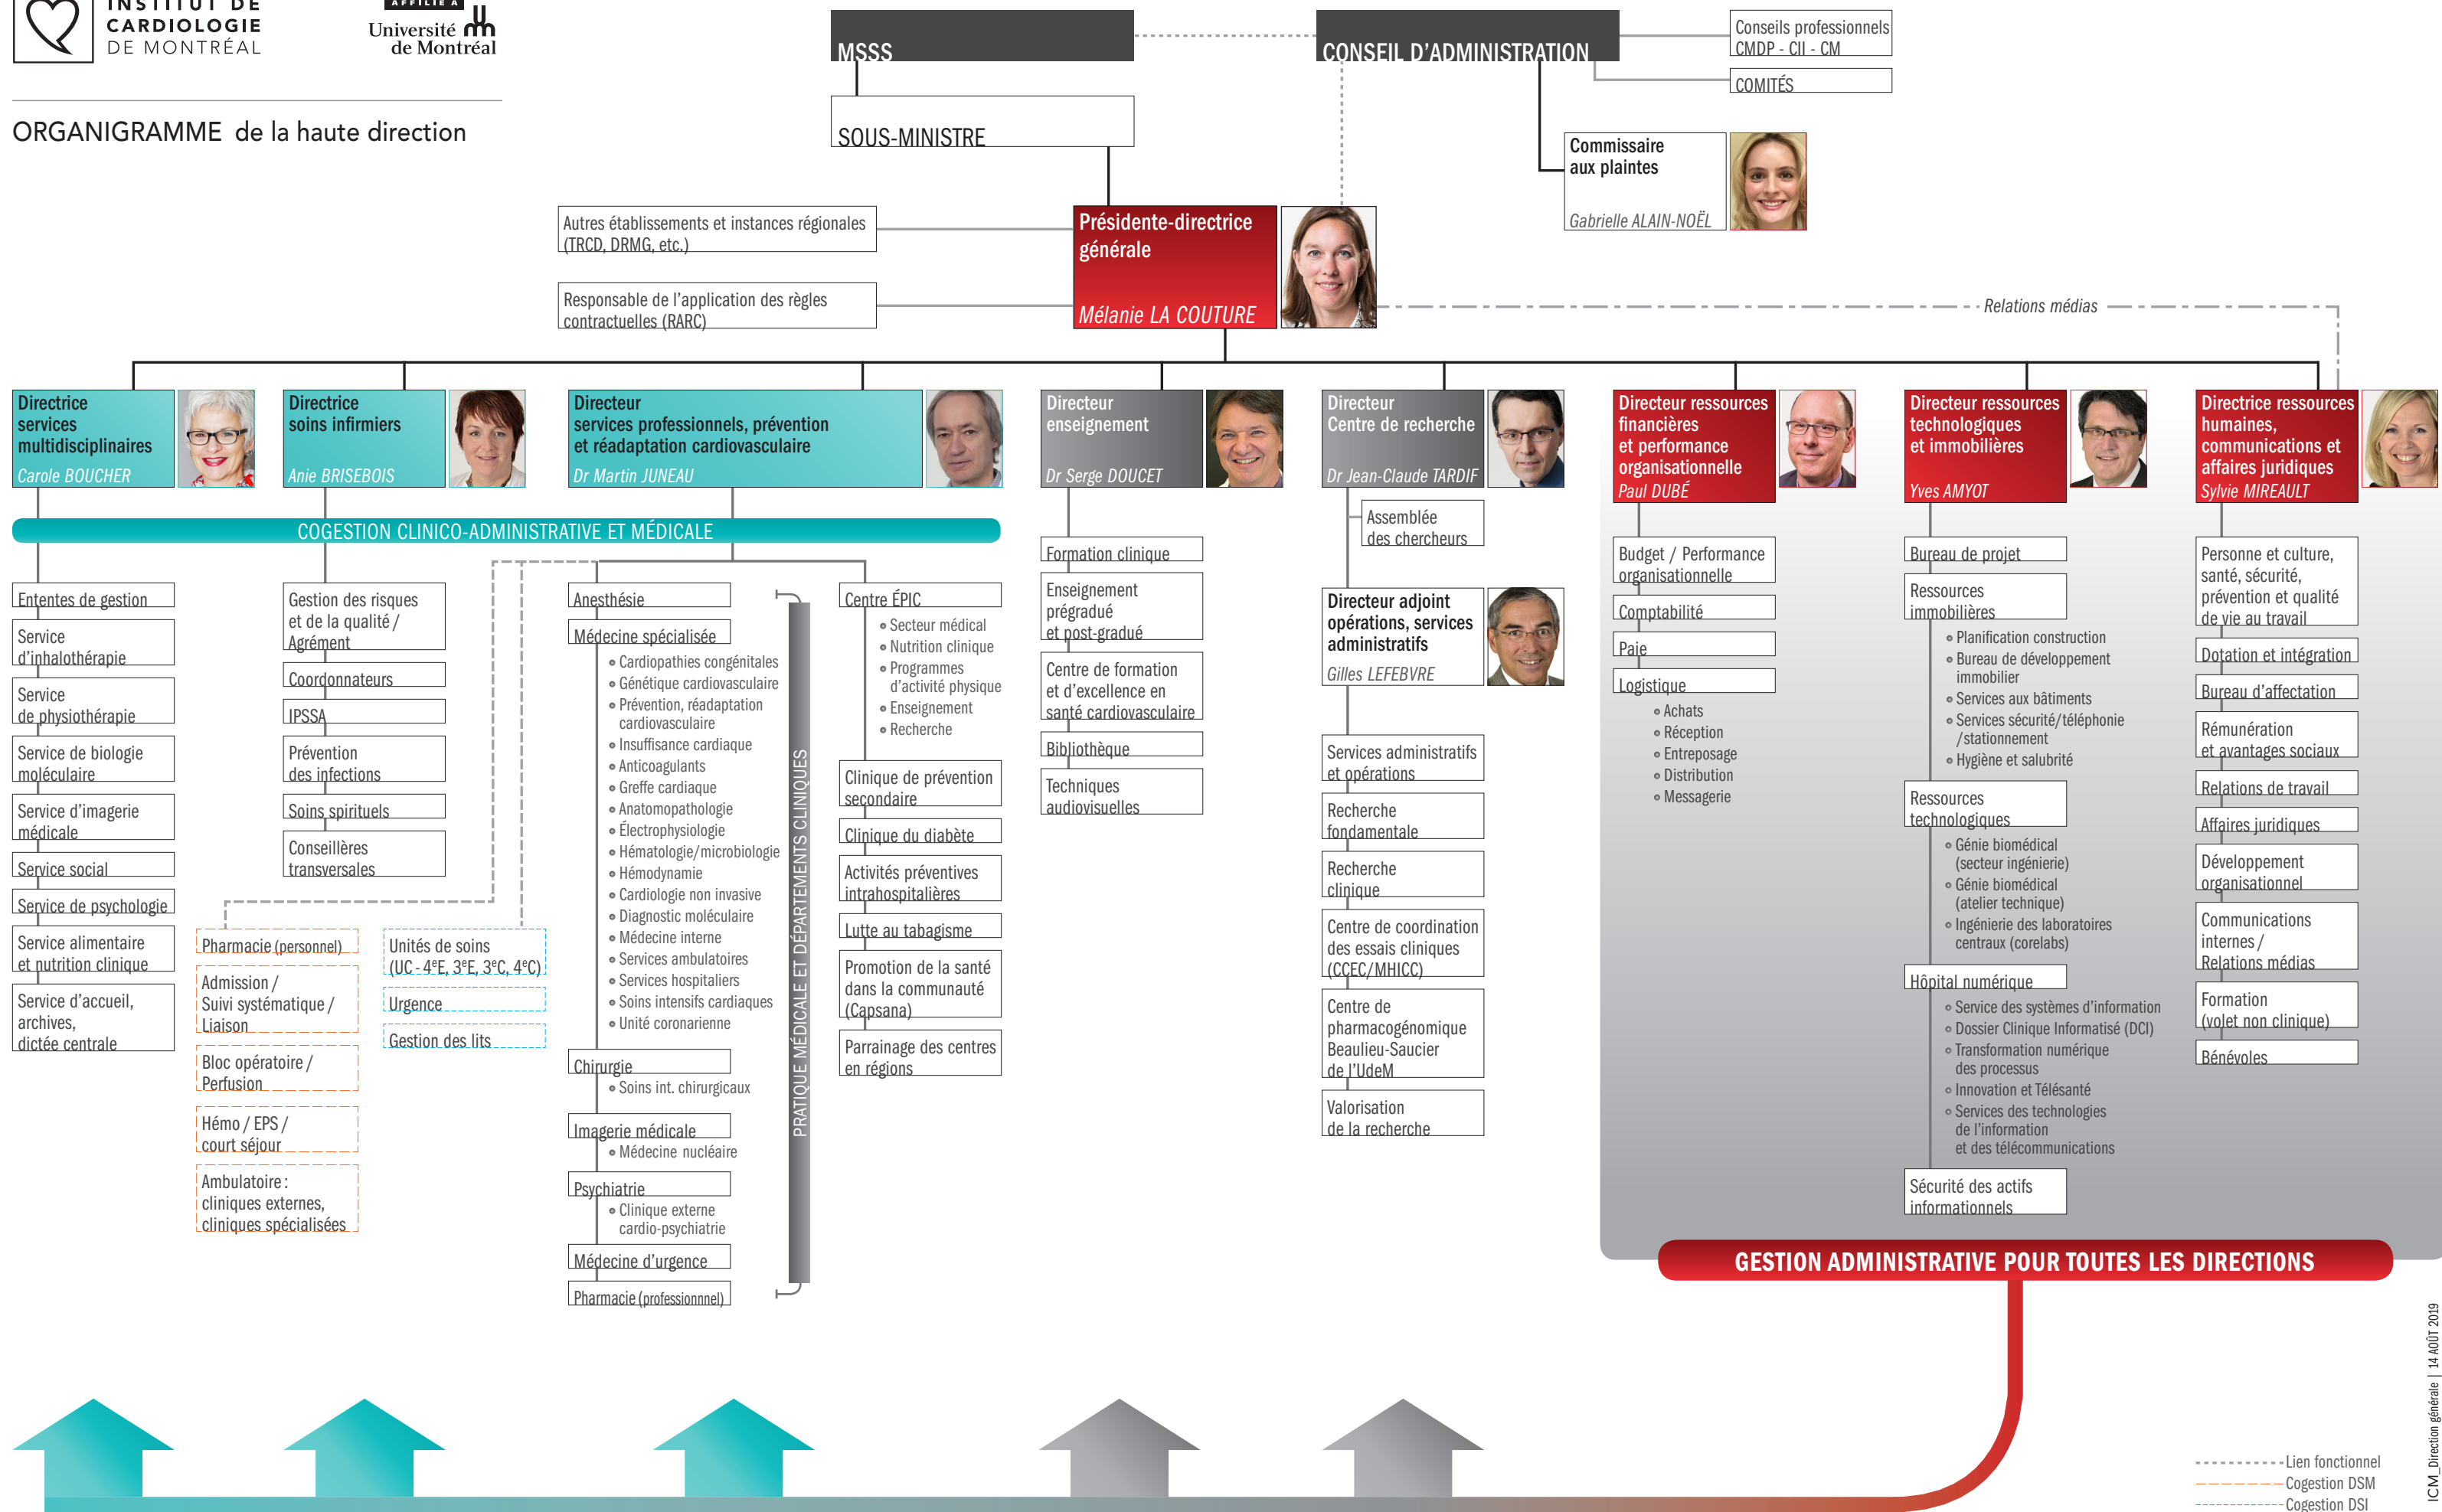 INSTITUT DE
CARDIOLOGIE
DE MONTRÉAL
AFFILIÉ À
Université
de Montréal
ORGANIGRAMME de la haute direction
MSSS
CONSEIL D'ADMINISTRATION
Conseils professionnels
CMDP - CII - CM
COMITÉS
SOUS-MINISTRE
Commissaire
aux plaintes
Gabrielle ALAIN-NOËL
Autres établissements et instances régionales
(TRCD, DRMG, etc.)
Responsable de l'application des règles
contractuelles (RARC)
Présidente-directrice
générale
Mélanie LA COUTURE
Relations médias
Directrice
services
multidisciplinaires
Carole BOUCHER
Directrice
soins infirmiers
Anie BRISEBOIS
Directeur
services professionnels, prévention
et réadaptation cardiovasculaire
Dr Martin JUNEAU
Directeur
enseignement
Dr Serge DOUCET
Directeur
Centre de recherche
Dr Jean-Claude TARDIF
Directeur ressources
financières
et performance
organisationnelle
Paul DUBÉ
Directeur ressources
technologiques
et immobilières
Yves AMYOT
Directrice ressources
humaines,
communications et
affaires juridiques
Sylvie MIREAULT
COGESTION CLINICO-ADMINISTRATIVE ET MÉDICALE
Ententes de gestion
Service
d'inhalothérapie
Service
de physiothérapie
Service de biologie
moléculaire
Service d'imagerie
médicale
Service social
Service de psychologie
Service alimentaire
et nutrition clinique
Service d'accueil,
archives,
dictée centrale
Gestion des risques
et de la qualité /
Agrément
Coordonnateurs
IPSSA
Prévention
des infections
Soins spirituels
Conseillères
transversales
Pharmacie (personnel)
Admission /
Suivi systématique /
Liaison
Bloc opératoire /
Perfusion
Hémo / EPS /
court séjour
Ambulatoire :
cliniques externes,
cliniques spécialisées
Unités de soins
(UC - 4eE, 3eE, 3eC, 4eC)
Urgence
Gestion des lits
Anesthésie
Médecine spécialisée
Cardiopathies congénitales
Génétique cardiovasculaire
Prévention, réadaptation
cardiovasculaire
Insuffisance cardiaque
Anticoagulants
Greffe cardiaque
Anatomopathologie
Électrophysiologie
Hématologie/microbiologie
Hémodynamie
Cardiologie non invasive
Diagnostic moléculaire
Médecine interne
Services ambulatoires
Services hospitaliers
Soins intensifs cardiaques
Unité coronarienne
Chirurgie
Soins int. chirurgicaux
Imagerie médicale
Médecine nucléaire
Psychiatrie
Clinique externe
cardio-psychiatrie
Médecine d'urgence
Pharmacie (professionnnel)
PRATIQUE MÉDICALE ET DÉPARTEMENTS CLINIQUES
Centre ÉPIC
Secteur médical
Nutrition clinique
Programmes
d'activité physique
Enseignement
Recherche
Clinique de prévention
secondaire
Clinique du diabète
Activités préventives
intrahospitalières
Lutte au tabagisme
Promotion de la santé
dans la communauté
(Capsana)
Parrainage des centres
en régions
Formation clinique
Enseignement
prégradué
et post-gradué
Centre de formation
et d'excellence en
santé cardiovasculaire
Bibliothèque
Techniques
audiovisuelles
Assemblée
des chercheurs
Directeur adjoint
opérations, services
administratifs
Gilles LEFEBVRE
Services administratifs
et opérations
Recherche
fondamentale
Recherche
clinique
Centre de coordination
des essais cliniques
(CCEC/MHICC)
Centre de
pharmacogénomique
Beaulieu-Saucier
de l'UdeM
Valorisation
de la recherche
Budget / Performance
organisationnelle
Comptabilité
Paie
Logistique
Achats
Réception
Entreposage
Distribution
Messagerie
Bureau de projet
Ressources
immobilières
Planification construction
Bureau de développement
immobilier
Services aux bâtiments
Services sécurité/téléphonie
/stationnement
Hygiène et salubrité
Ressources
technologiques
Génie biomédical
(secteur ingénierie)
Génie biomédical
(atelier technique)
Ingénierie des laboratoires
centraux (corelabs)
Hôpital numérique
Service des systèmes d'information
Dossier Clinique Informatisé (DCI)
Transformation numérique
des processus
Innovation et Télésanté
Services des technologies
de l'information
et des télécommunications
Sécurité des actifs
informationnels
Personne et culture,
santé, sécurité,
prévention et qualité
de vie au travail
Dotation et intégration
Bureau d'affectation
Rémunération
et avantages sociaux
Relations de travail
Affaires juridiques
Développement
organisationnel
Communications
internes /
Relations médias
Formation
(volet non clinique)
Bénévoles
GESTION ADMINISTRATIVE POUR TOUTES LES DIRECTIONS
Lien fonctionnel
Cogestion DSM
Cogestion DSI
ICM_Direction générale | 14 AOÛT 2019